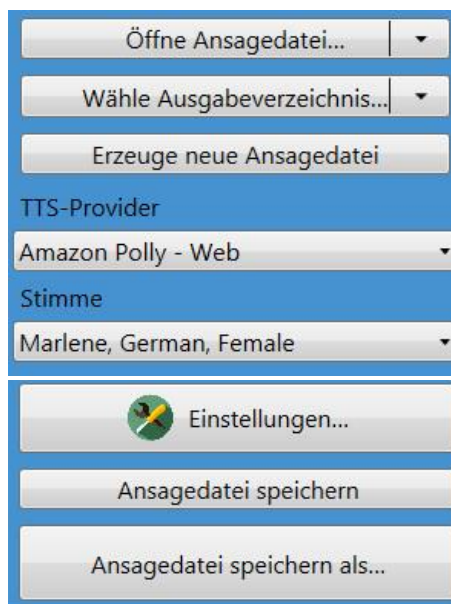 Öffne Ansagedatei...
Wähle Ausgabeverzeichnis...
Erzeuge neue Ansagedatei
TTS-Provider
Amazon Polly - Web
Stimme
Marlene, German, Female
Einstellungen...
Ansagedatei speichern
Ansagedatei speichern als...